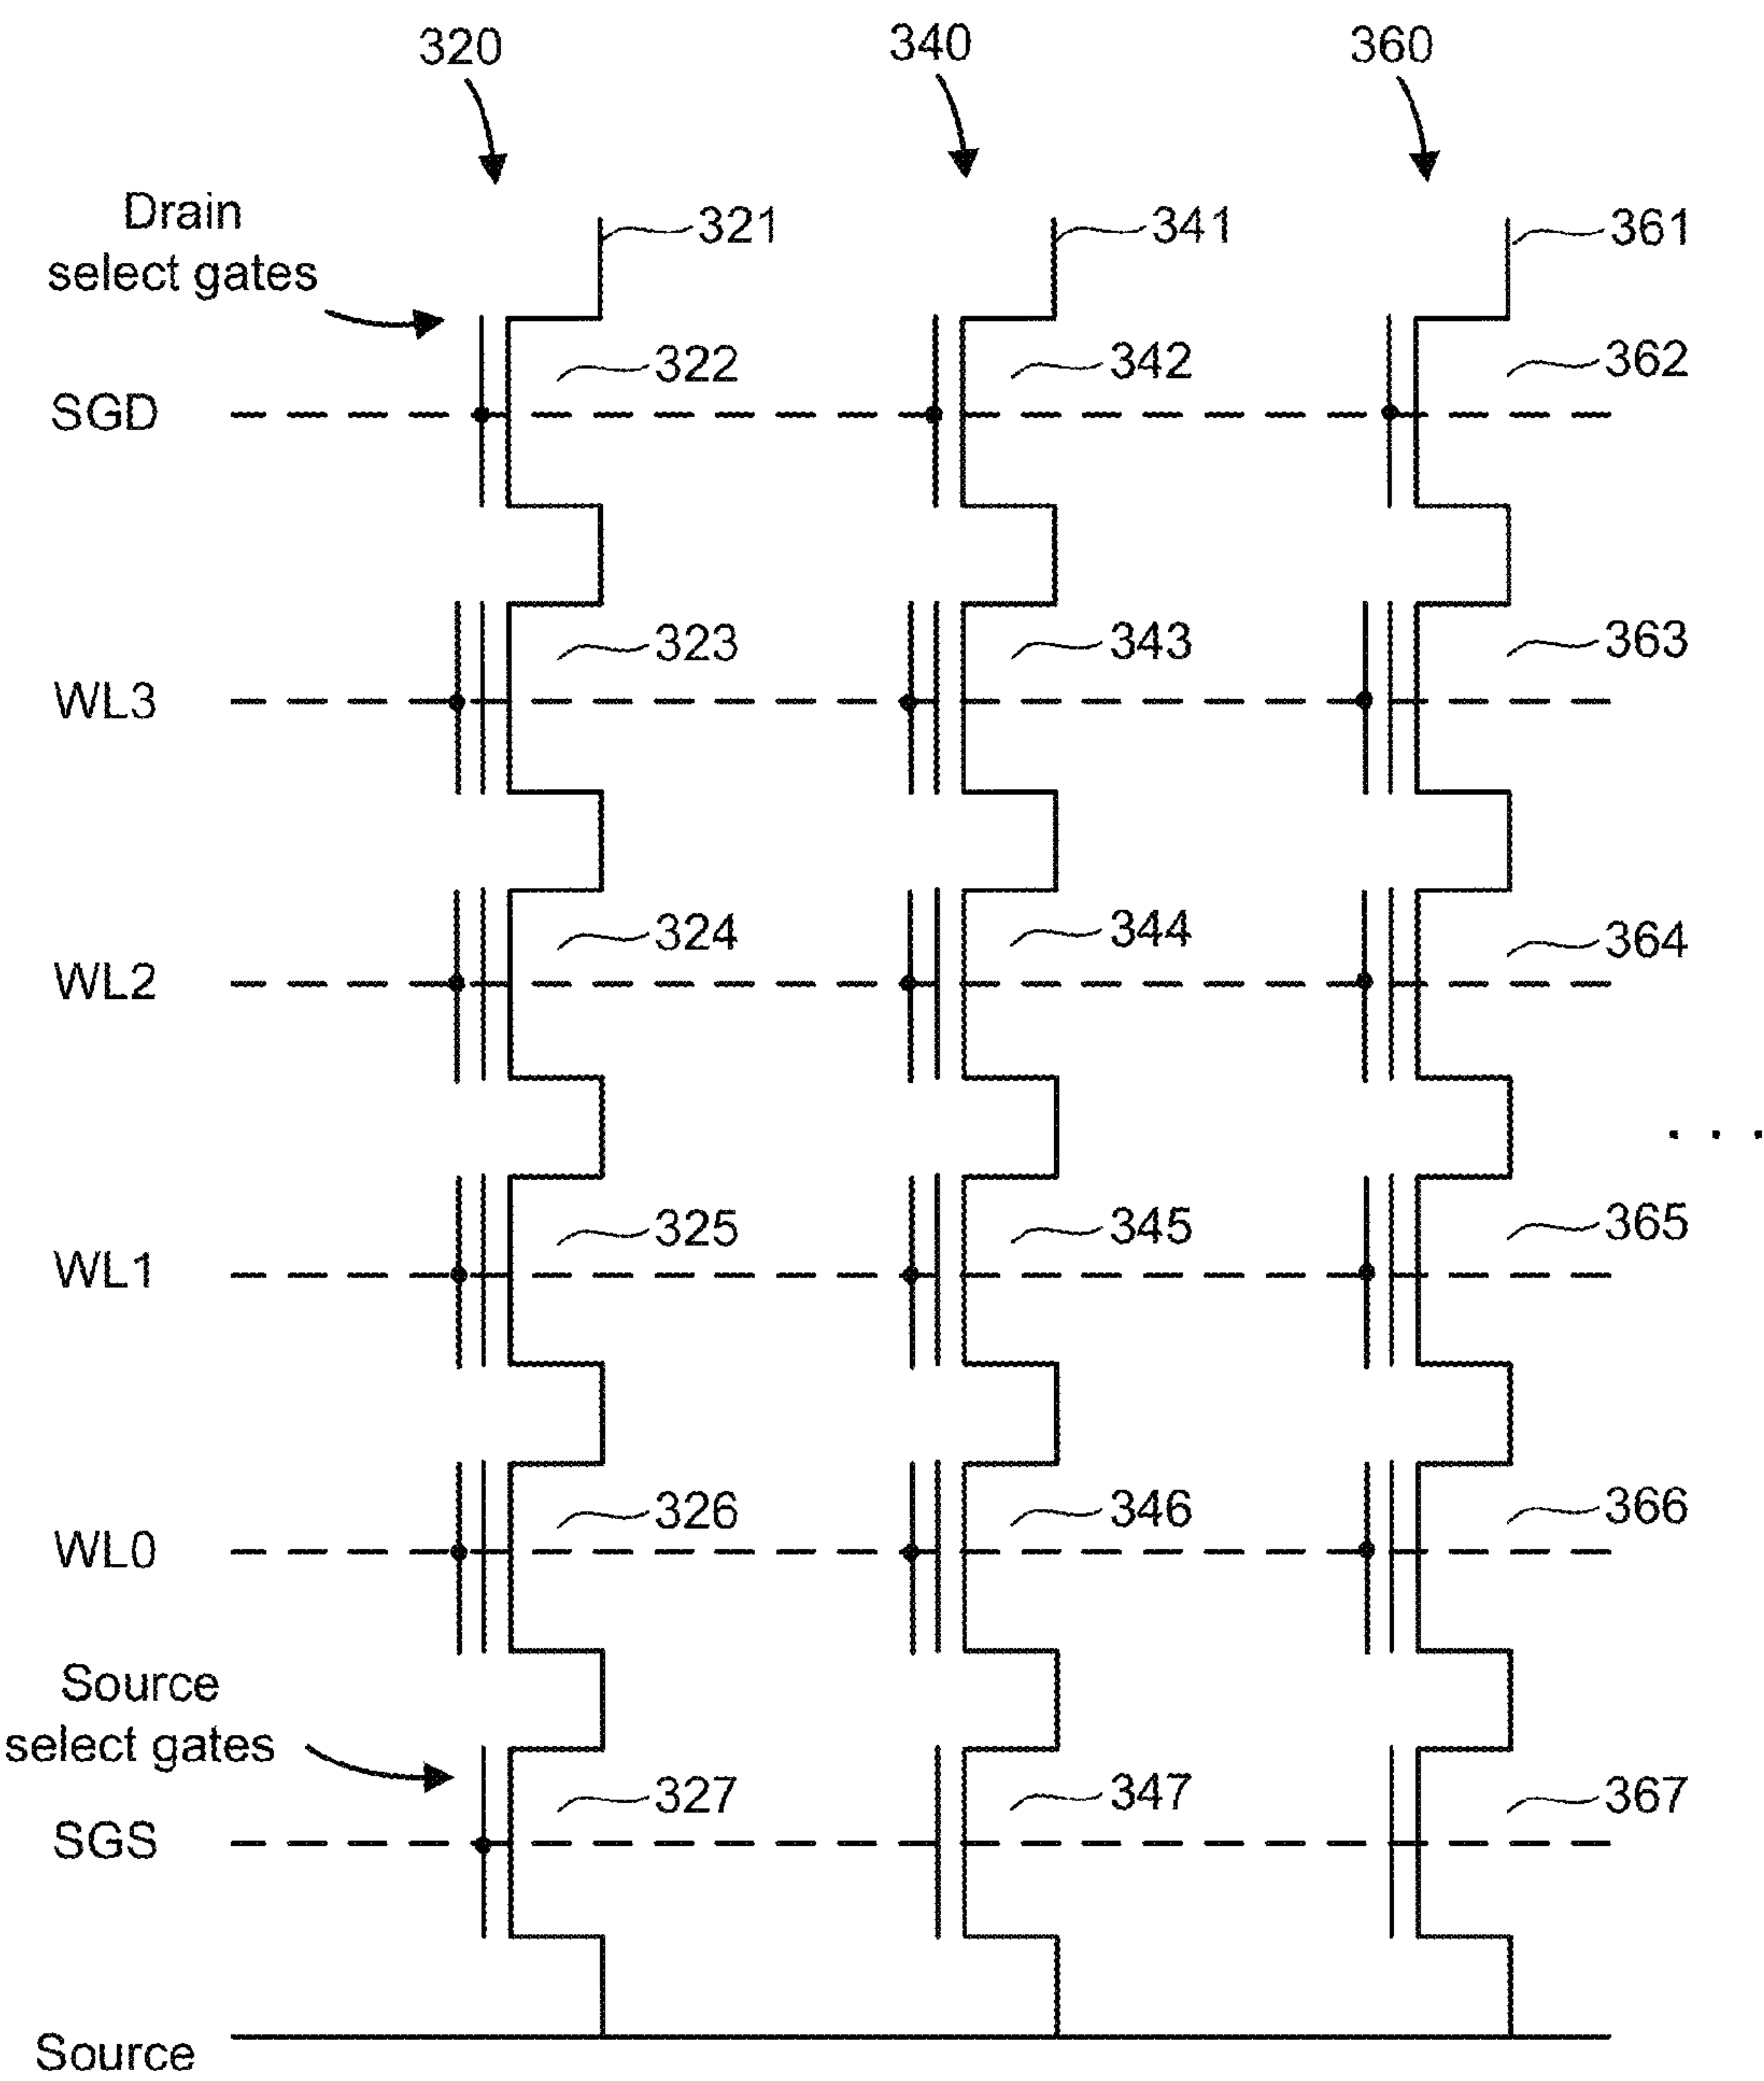 320 340 360
Drain
select gates
321 341 361
322 342 362
SGD
323 343 363
WL3
324 344 364
WL2
. . .
325 345 365
WL1
326 346 366
WL0
Source
select gates
327 347 367
SGS
Source